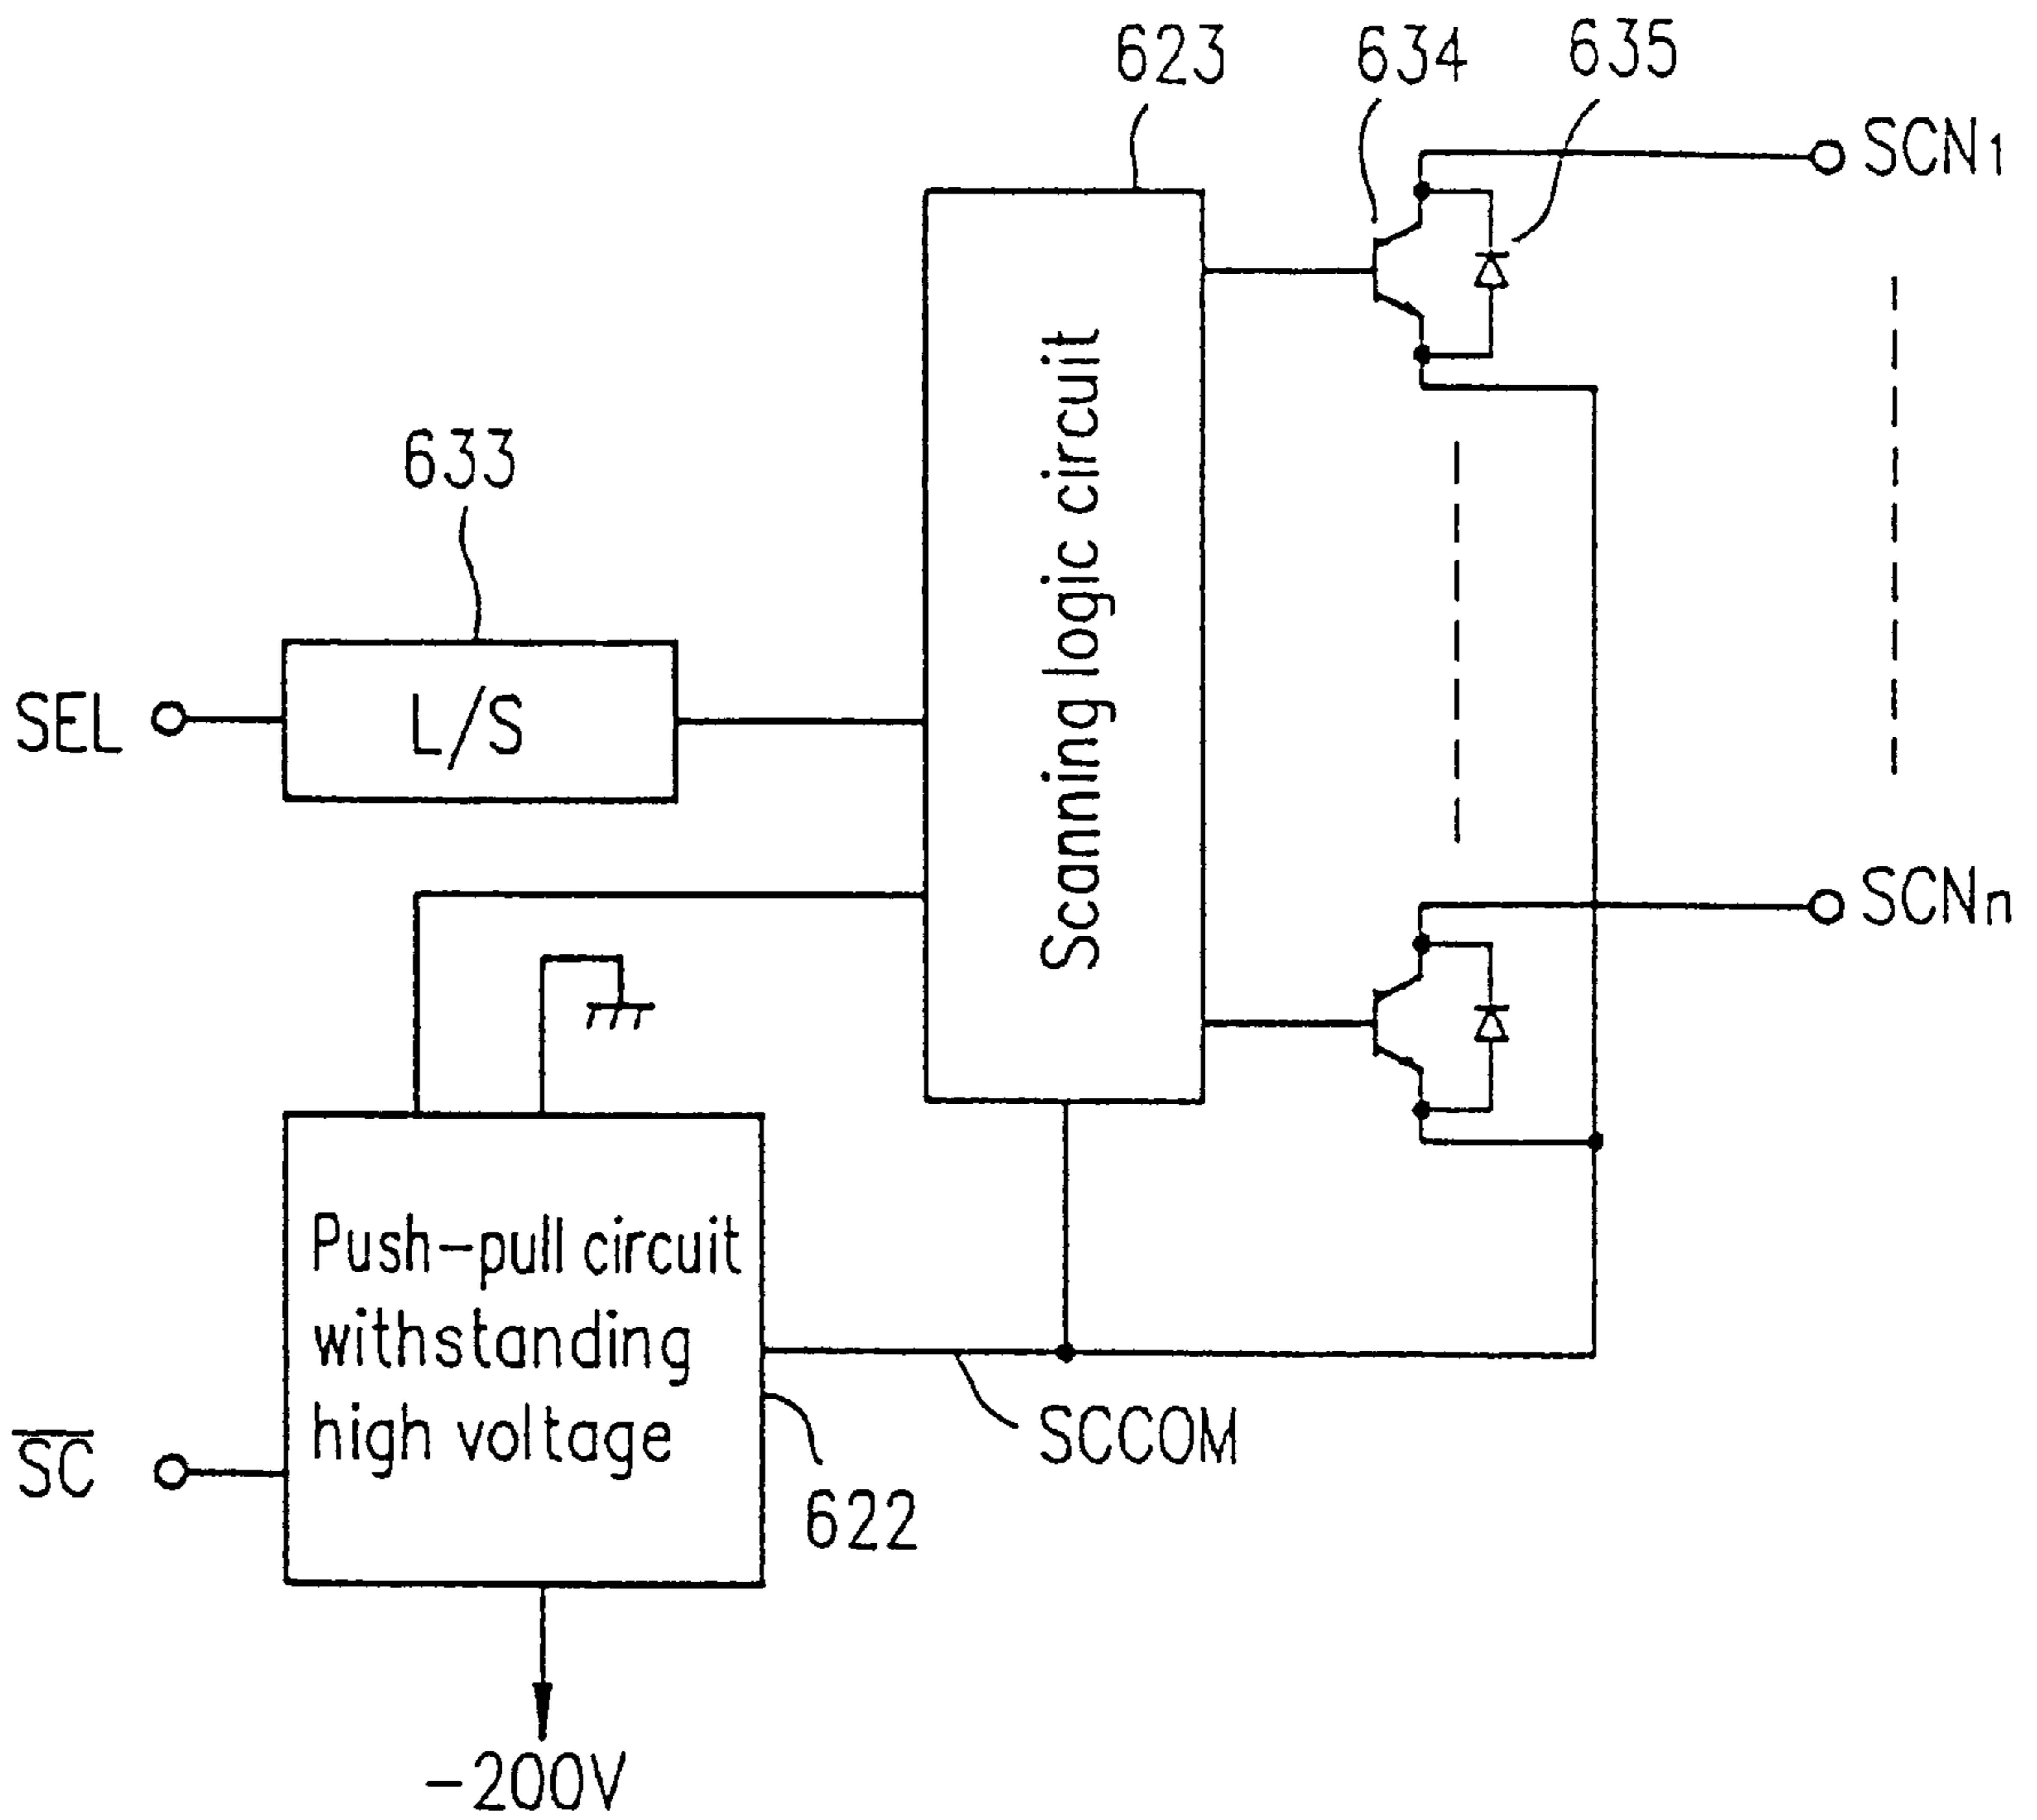 623
634
635
SCN1
633
SEL
L/S
Scanning logic circuit
SCNn
Push-pull circuit
withstanding
high voltage
S̅C̅
SCCOM
622
-200V